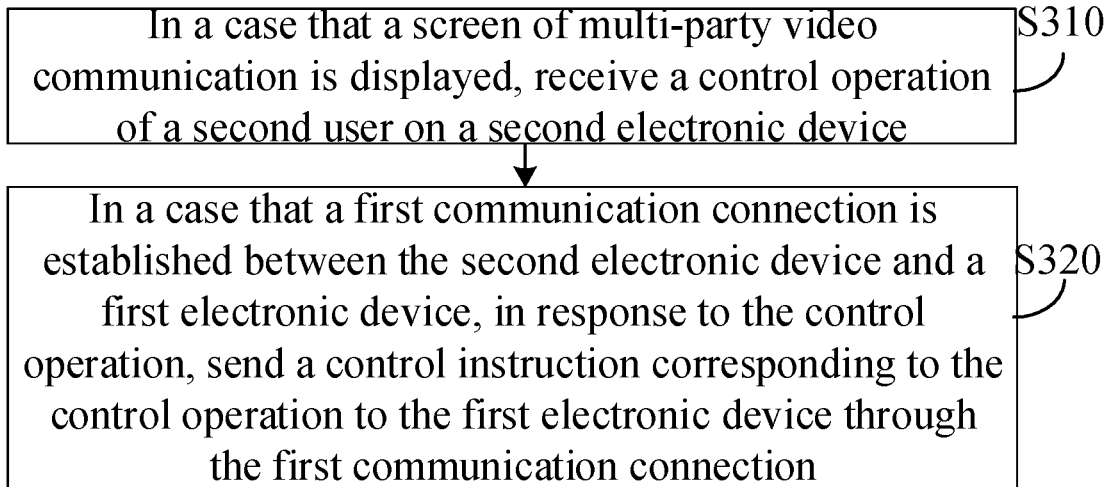 In a case that a screen of multi-party video
communication is displayed, receive a control operation
of a second user on a second electronic device
S310
In a case that a first communication connection is
established between the second electronic device and a
first electronic device, in response to the control
operation, send a control instruction corresponding to the
control operation to the first electronic device through
the first communication connection
S320